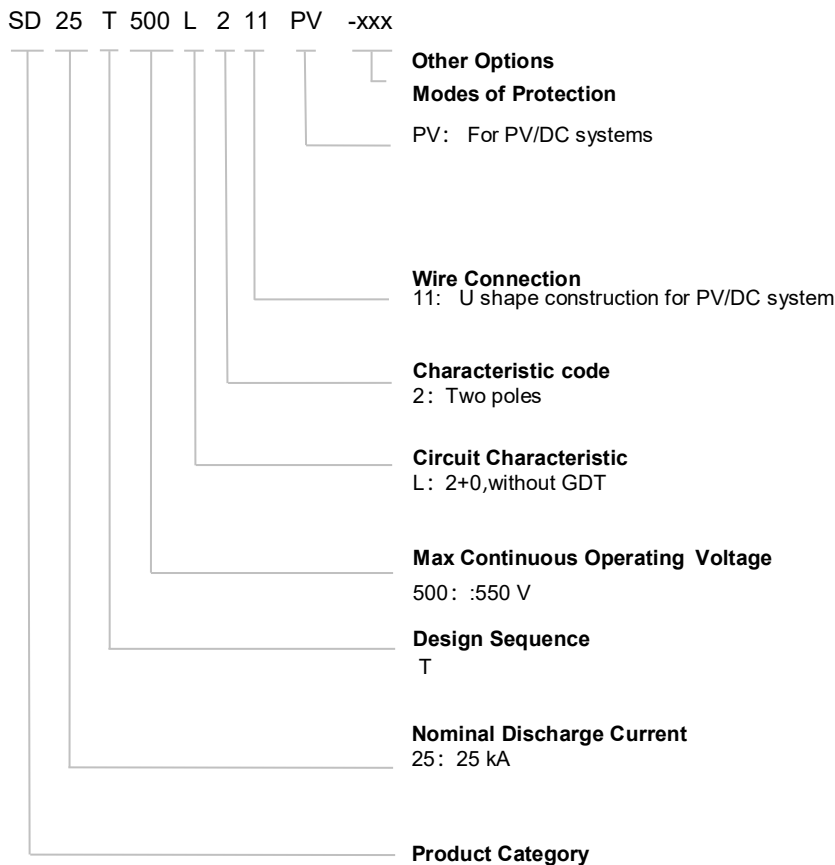 SD 25 T 500 L 2 11 PV -xxx
Other Options
Modes of Protection
PV： For PV/DC systems
Wire Connection
11： U shape construction for PV/DC system
Characteristic code
2：Two poles
Circuit Characteristic
L：2+0,without GDT
Max Continuous Operating Voltage
500：:550 V
Design Sequence
T
Nominal Discharge Current
25：25 kA
Product Category